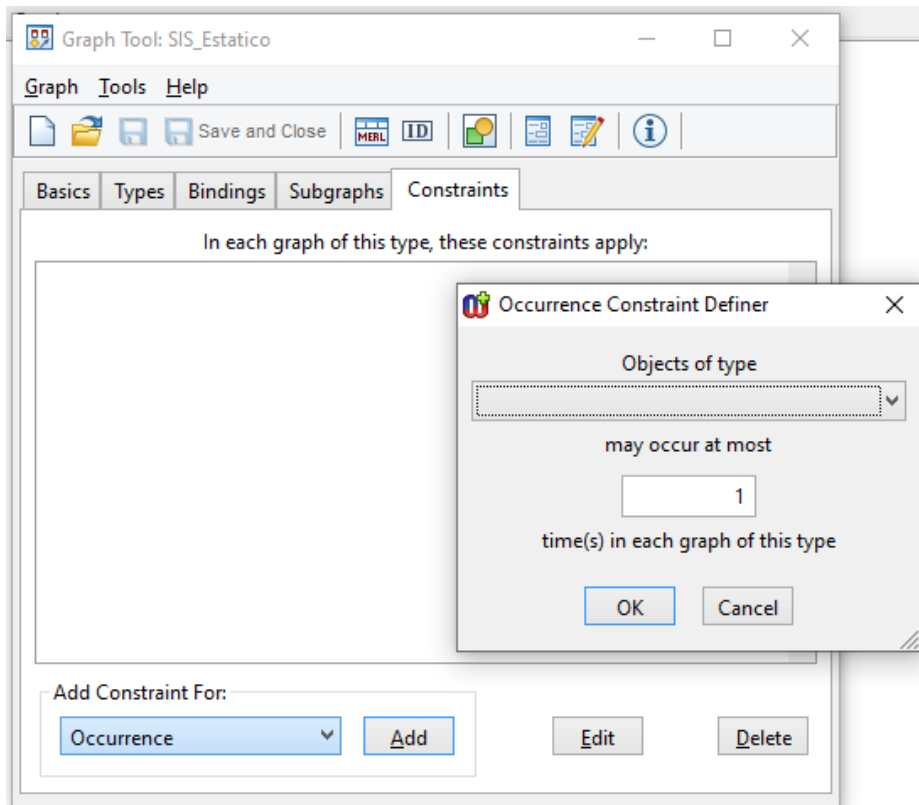 Graph Tool: SIS_Estatico
Graph Tools Help
Save and Close MERL ID
Basics Types Bindings Subgraphs Constraints
In each graph of this type, these constraints apply:
Occurrence Constraint Definer
Objects of type
may occur at most
1
time(s) in each graph of this type
OK Cancel
Add Constraint For:
Occurrence Add Edit Delete